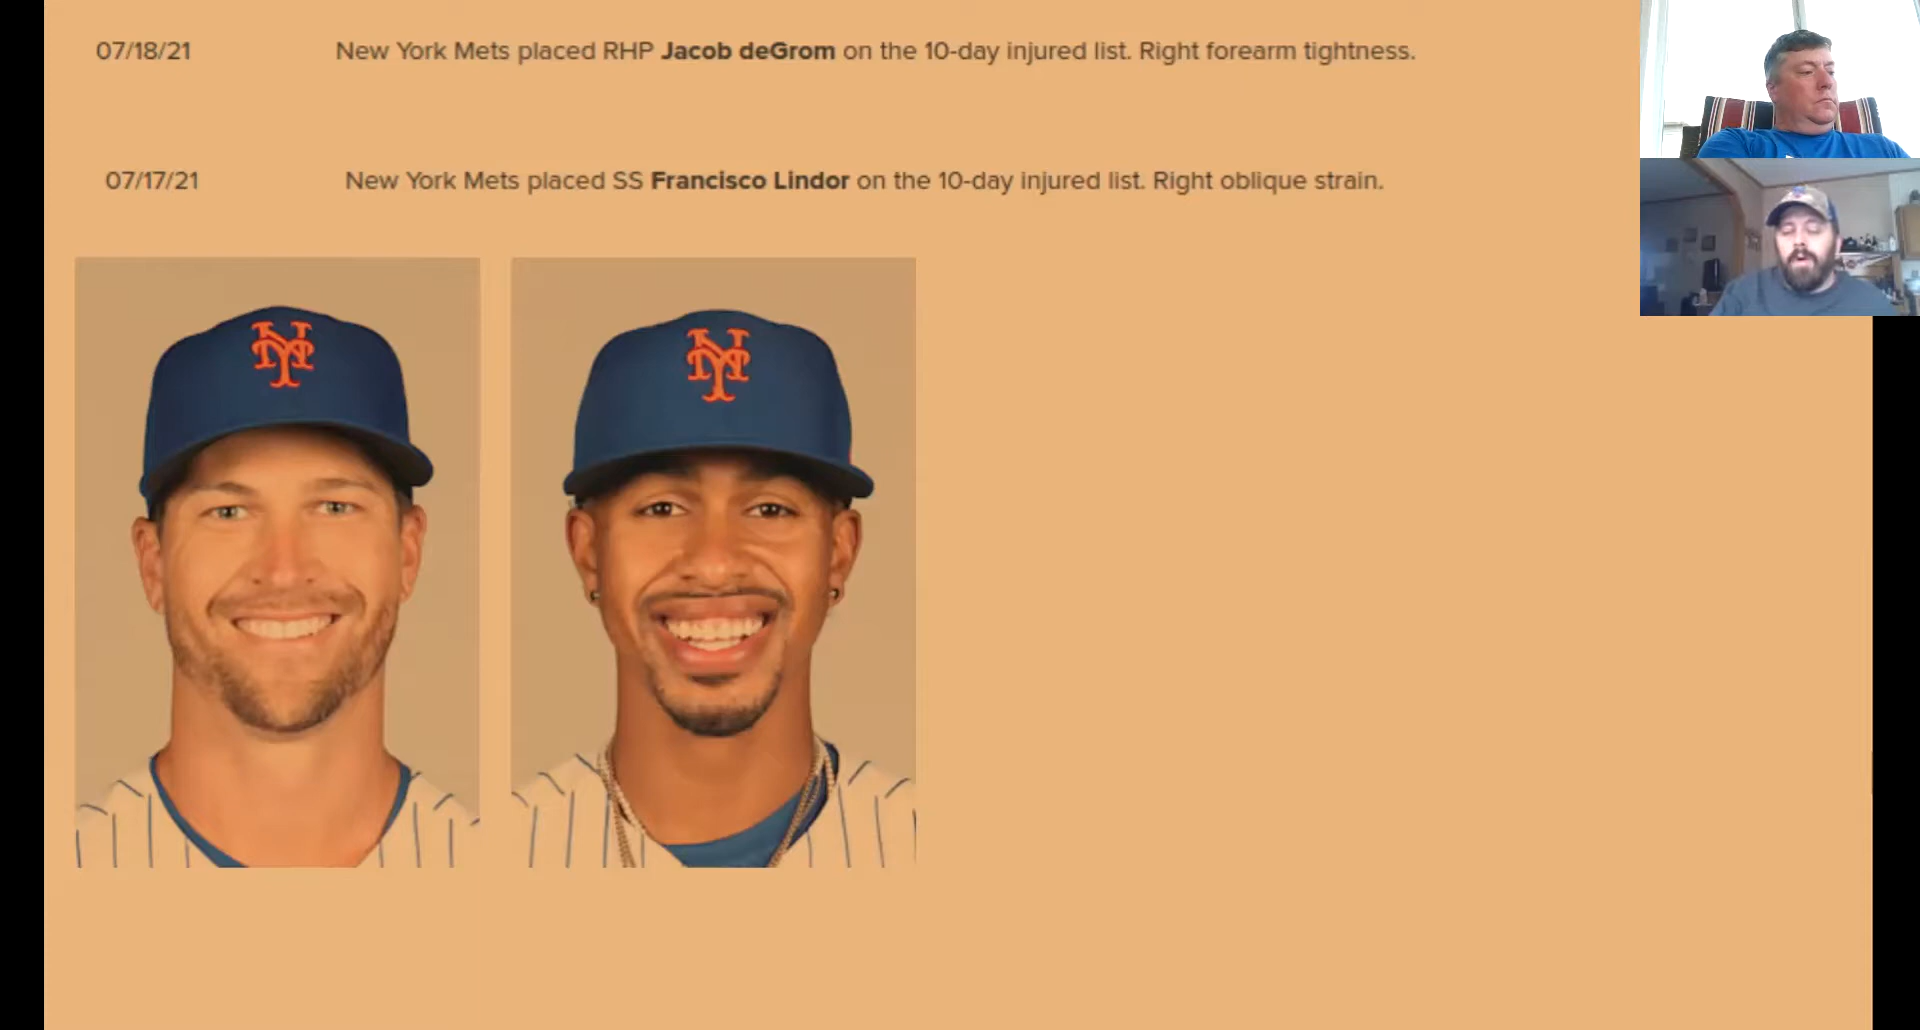 07/18/21 New York Mets placed RHP Jacob deGrom on the 10-day injured list. Right forearm tightness.
07/17/21 New York Mets placed SS Francisco Lindor on the 10-day injured list. Right oblique strain.
NY NY